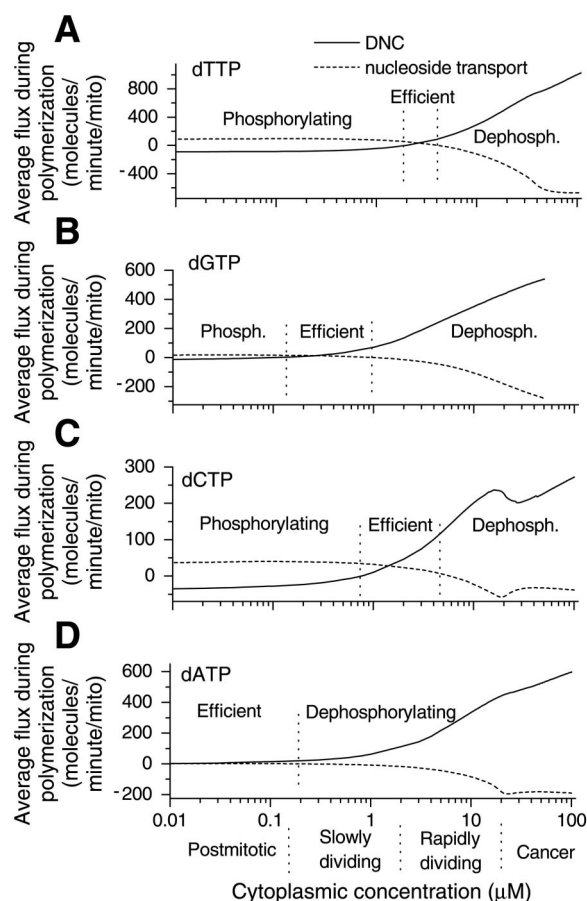 A
DNC
nucleoside transport
dTTP
Average flux during
polymerization
(molecules/
minute/mito)
800
400
0
-400
Phosphorylating
Efficient
Dephosph.
B
dGTP
Average flux during
polymerization
(molecules/
minute/mito)
600
400
200
0
-200
Phosph.
Efficient
Dephosph.
C
dCTP
Average flux during
polymerization
(molecules/
minute/mito)
300
200
100
0
Phosphorylating
Efficient
Dephosph.
D
dATP
Average flux during
polymerization
(molecules/
minute/mito)
600
400
200
0
-200
Efficient
Dephosphorylating
0.01 0.1 1 10 100
Postmitotic
Slowly
dividing
Rapidly
dividing
Cancer
Cytoplasmic concentration (μM)